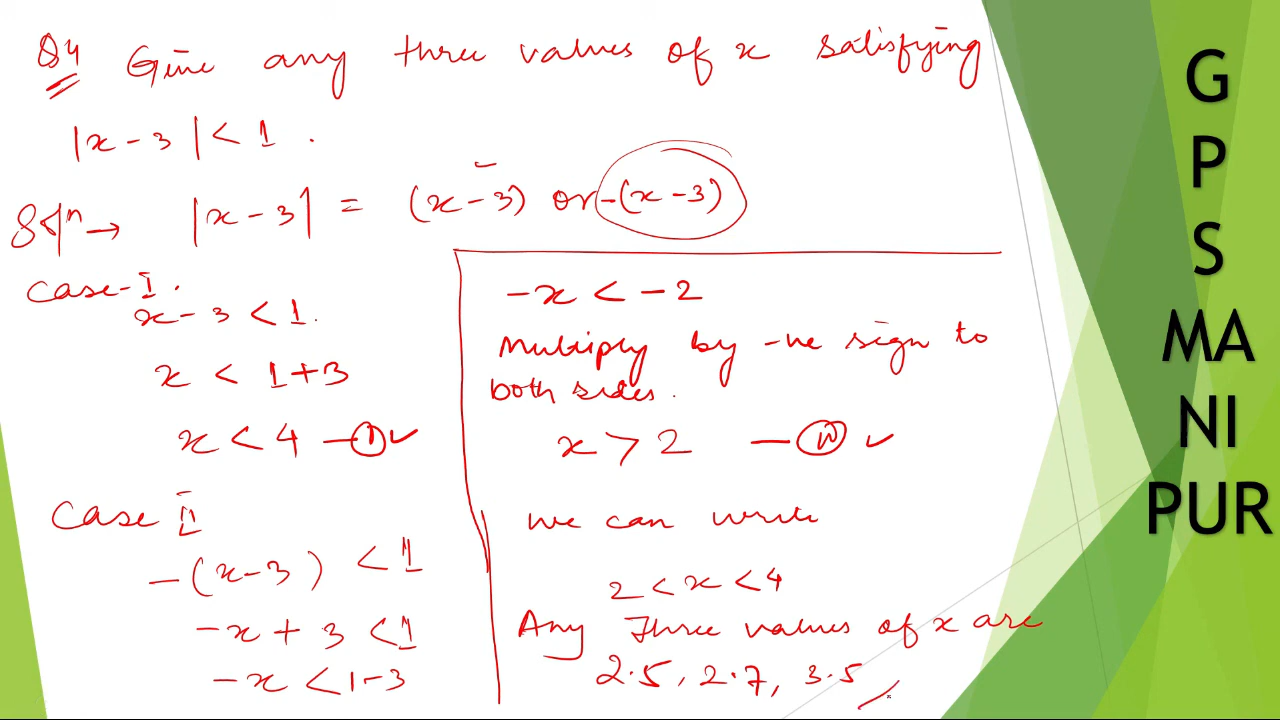 Q4 Give any three values of x satisfying
|x - 3| < 1.
Solⁿ → |x - 3| = (x - 3) or -(x - 3)
Case-I.
x - 3 < 1.
x < 1+3
x < 4 — (i) ✓
Case II
-(x-3) < 1
-x + 3 < 1
-x < 1-3
-x < -2
Multiply by -ve sign to
both sides.
x > 2 — (ii) ✓
We can write
2 < x < 4
Any Three values of x are
2.5, 2.7, 3.5
G
P
S
MA
NI
PUR